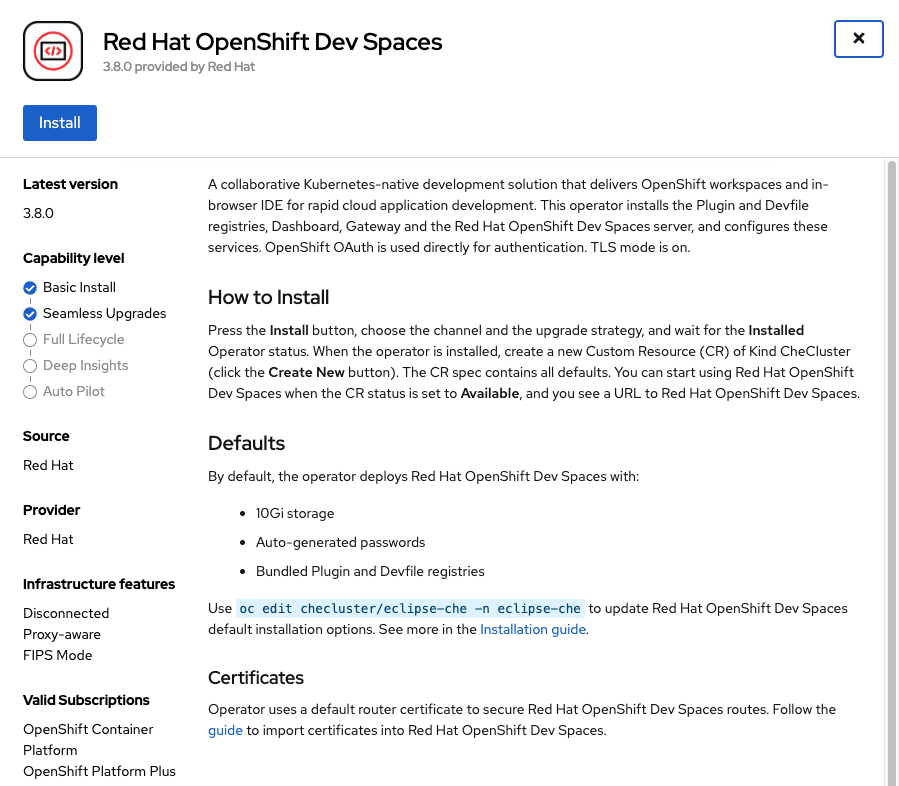 Red Hat OpenShift Dev Spaces
3.8.0 provided by Red Hat
Install
Latest version
3.8.0
Capability level
Basic Install
Seamless Upgrades
Full Lifecycle
Deep Insights
Auto Pilot
Source
Red Hat
Provider
Red Hat
Infrastructure features
Disconnected
Proxy-aware
FIPS Mode
Valid Subscriptions
OpenShift Container
Platform
OpenShift Platform Plus
A collaborative Kubernetes-native development solution that delivers OpenShift workspaces and in-
browser IDE for rapid cloud application development. This operator installs the Plugin and Devfile
registries, Dashboard, Gateway and the Red Hat OpenShift Dev Spaces server, and configures these
services. OpenShift OAuth is used directly for authentication. TLS mode is on.
How to Install
Press the Install button, choose the channel and the upgrade strategy, and wait for the Installed
Operator status. When the operator is installed, create a new Custom Resource (CR) of Kind CheCluster
(click the Create New button). The CR spec contains all defaults. You can start using Red Hat OpenShift
Dev Spaces when the CR status is set to Available, and you see a URL to Red Hat OpenShift Dev Spaces.
Defaults
By default, the operator deploys Red Hat OpenShift Dev Spaces with:
• 10Gi storage
• Auto-generated passwords
• Bundled Plugin and Devfile registries
Use oc edit checluster/eclipse-che -n eclipse-che to update Red Hat OpenShift Dev Spaces
default installation options. See more in the Installation guide.
Certificates
Operator uses a default router certificate to secure Red Hat OpenShift Dev Spaces routes. Follow the
guide to import certificates into Red Hat OpenShift Dev Spaces.